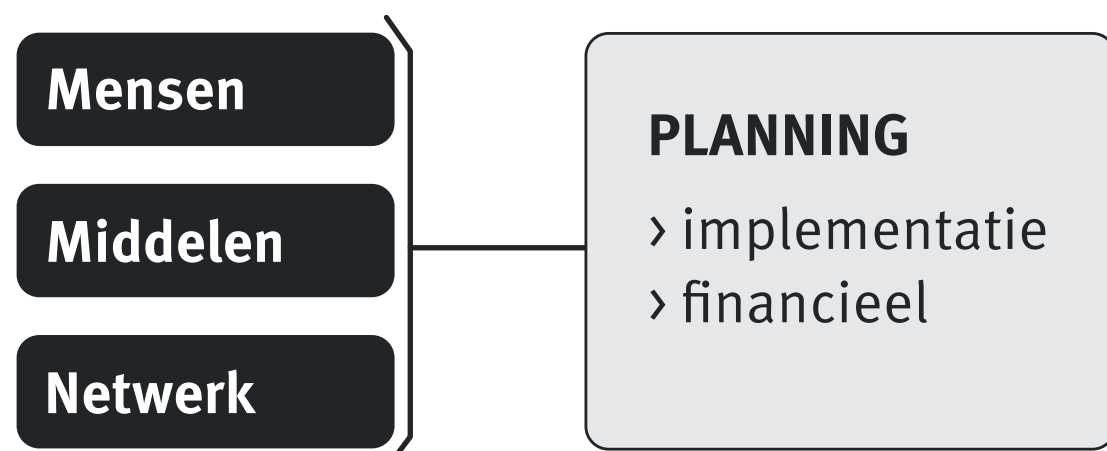 Mensen
Middelen
Netwerk
PLANNING
› implementatie
› financieel